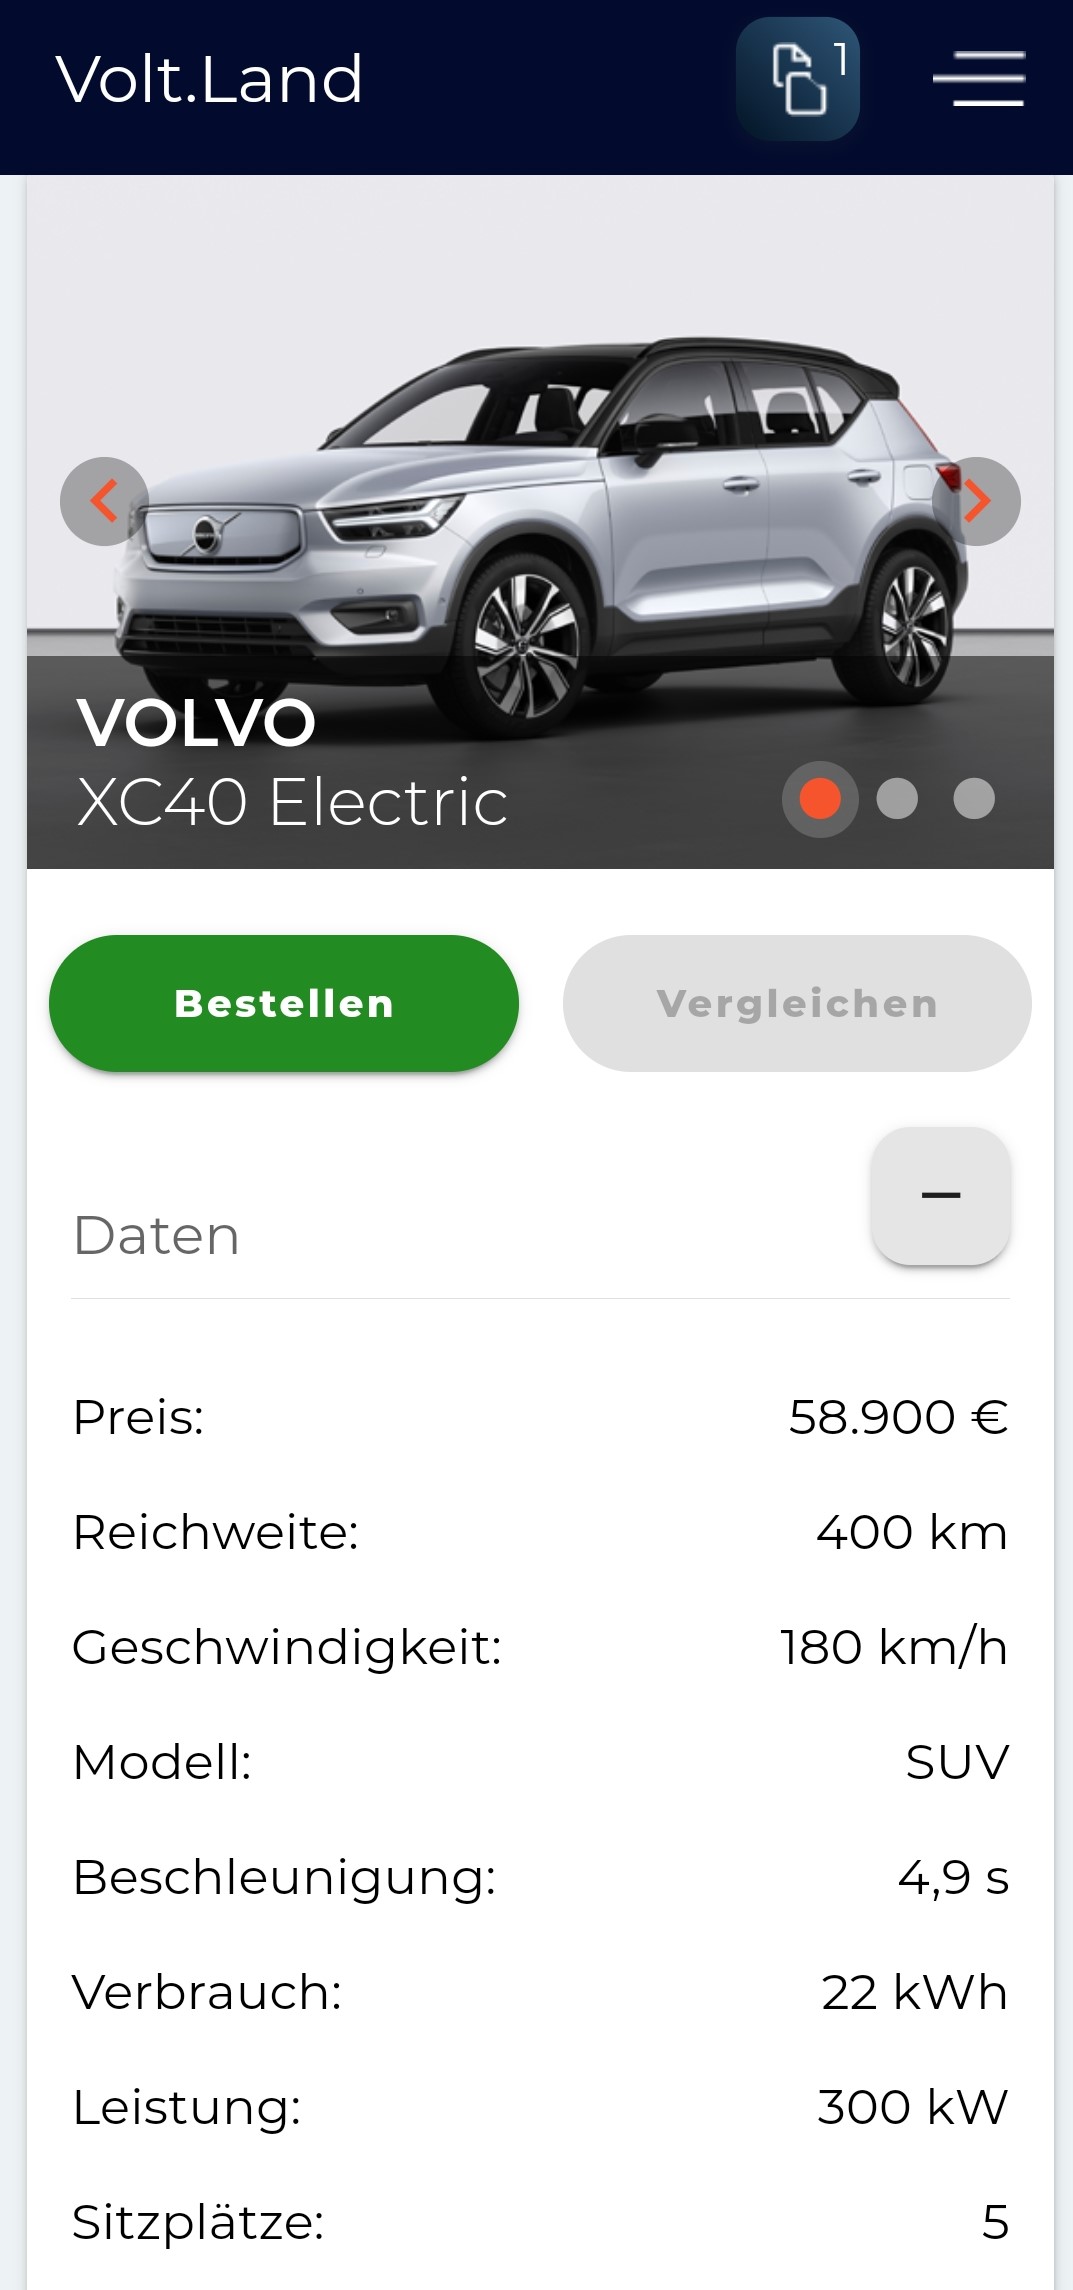 Volt.Land
1
VOLVO
XC40 Electric
Bestellen
Vergleichen
Daten
Preis: 58.900 €
Reichweite: 400 km
Geschwindigkeit: 180 km/h
Modell: SUV
Beschleunigung: 4,9 s
Verbrauch: 22 kWh
Leistung: 300 kW
Sitzplätze: 5